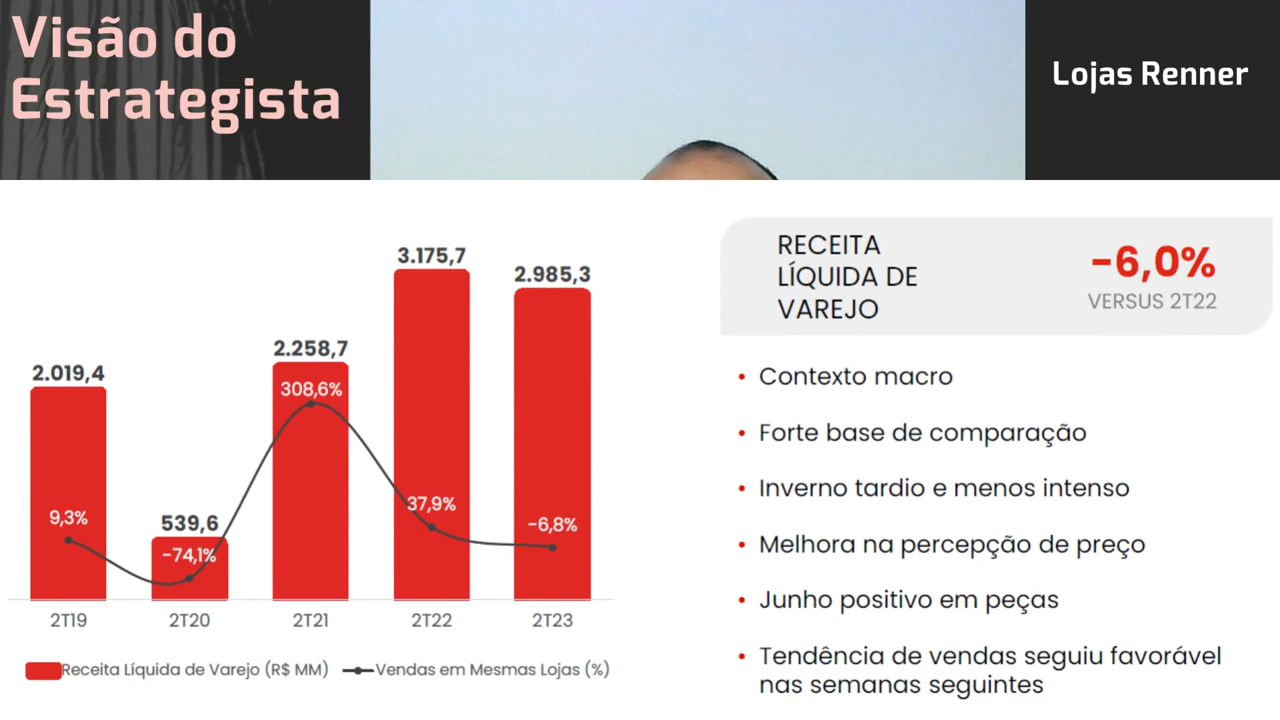 Visão do
Estrategista
Lojas Renner
3.175,7
2.985,3
2.258,7
2.019,4
308,6%
539,6
9,3%
-74,1%
37,9%
-6,8%
2T19
2T20
2T21
2T22
2T23
Receita Líquida de Varejo (R$ MM)
Vendas em Mesmas Lojas (%)
RECEITA
LÍQUIDA DE
VAREJO
-6,0%
VERSUS 2T22
• Contexto macro
• Forte base de comparação
• Inverno tardio e menos intenso
• Melhora na percepção de preço
• Junho positivo em peças
• Tendência de vendas seguiu favorável
nas semanas seguintes